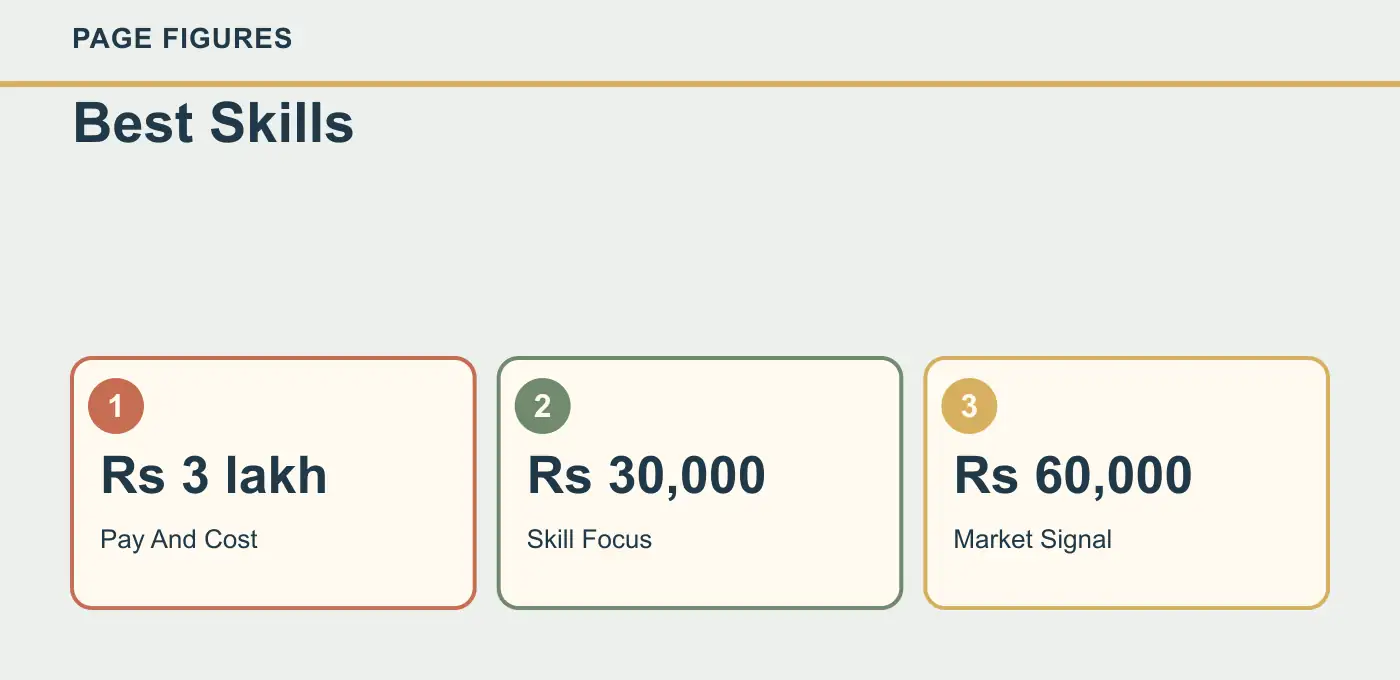 PAGE FIGURES
Best Skills
1
Rs 3 lakh
Pay And Cost
2
Rs 30,000
Skill Focus
3
Rs 60,000
Market Signal